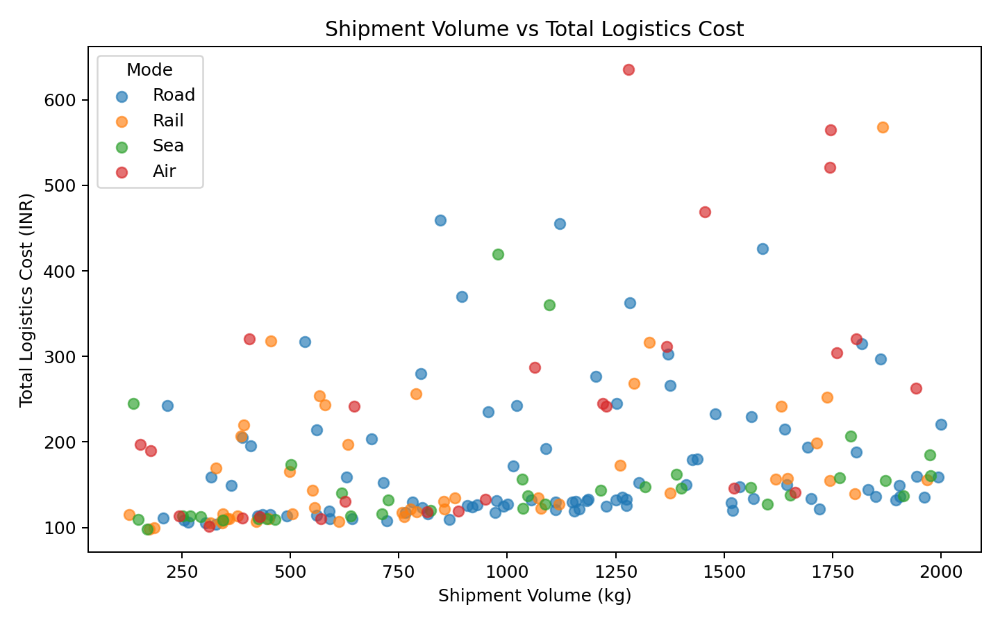 Shipment Volume vs Total Logistics Cost
Mode
Road
Rail
Sea
Air
Total Logistics Cost (INR)
600
500
400
300
200
100
250 500 750 1000 1250 1500 1750 2000
Shipment Volume (kg)